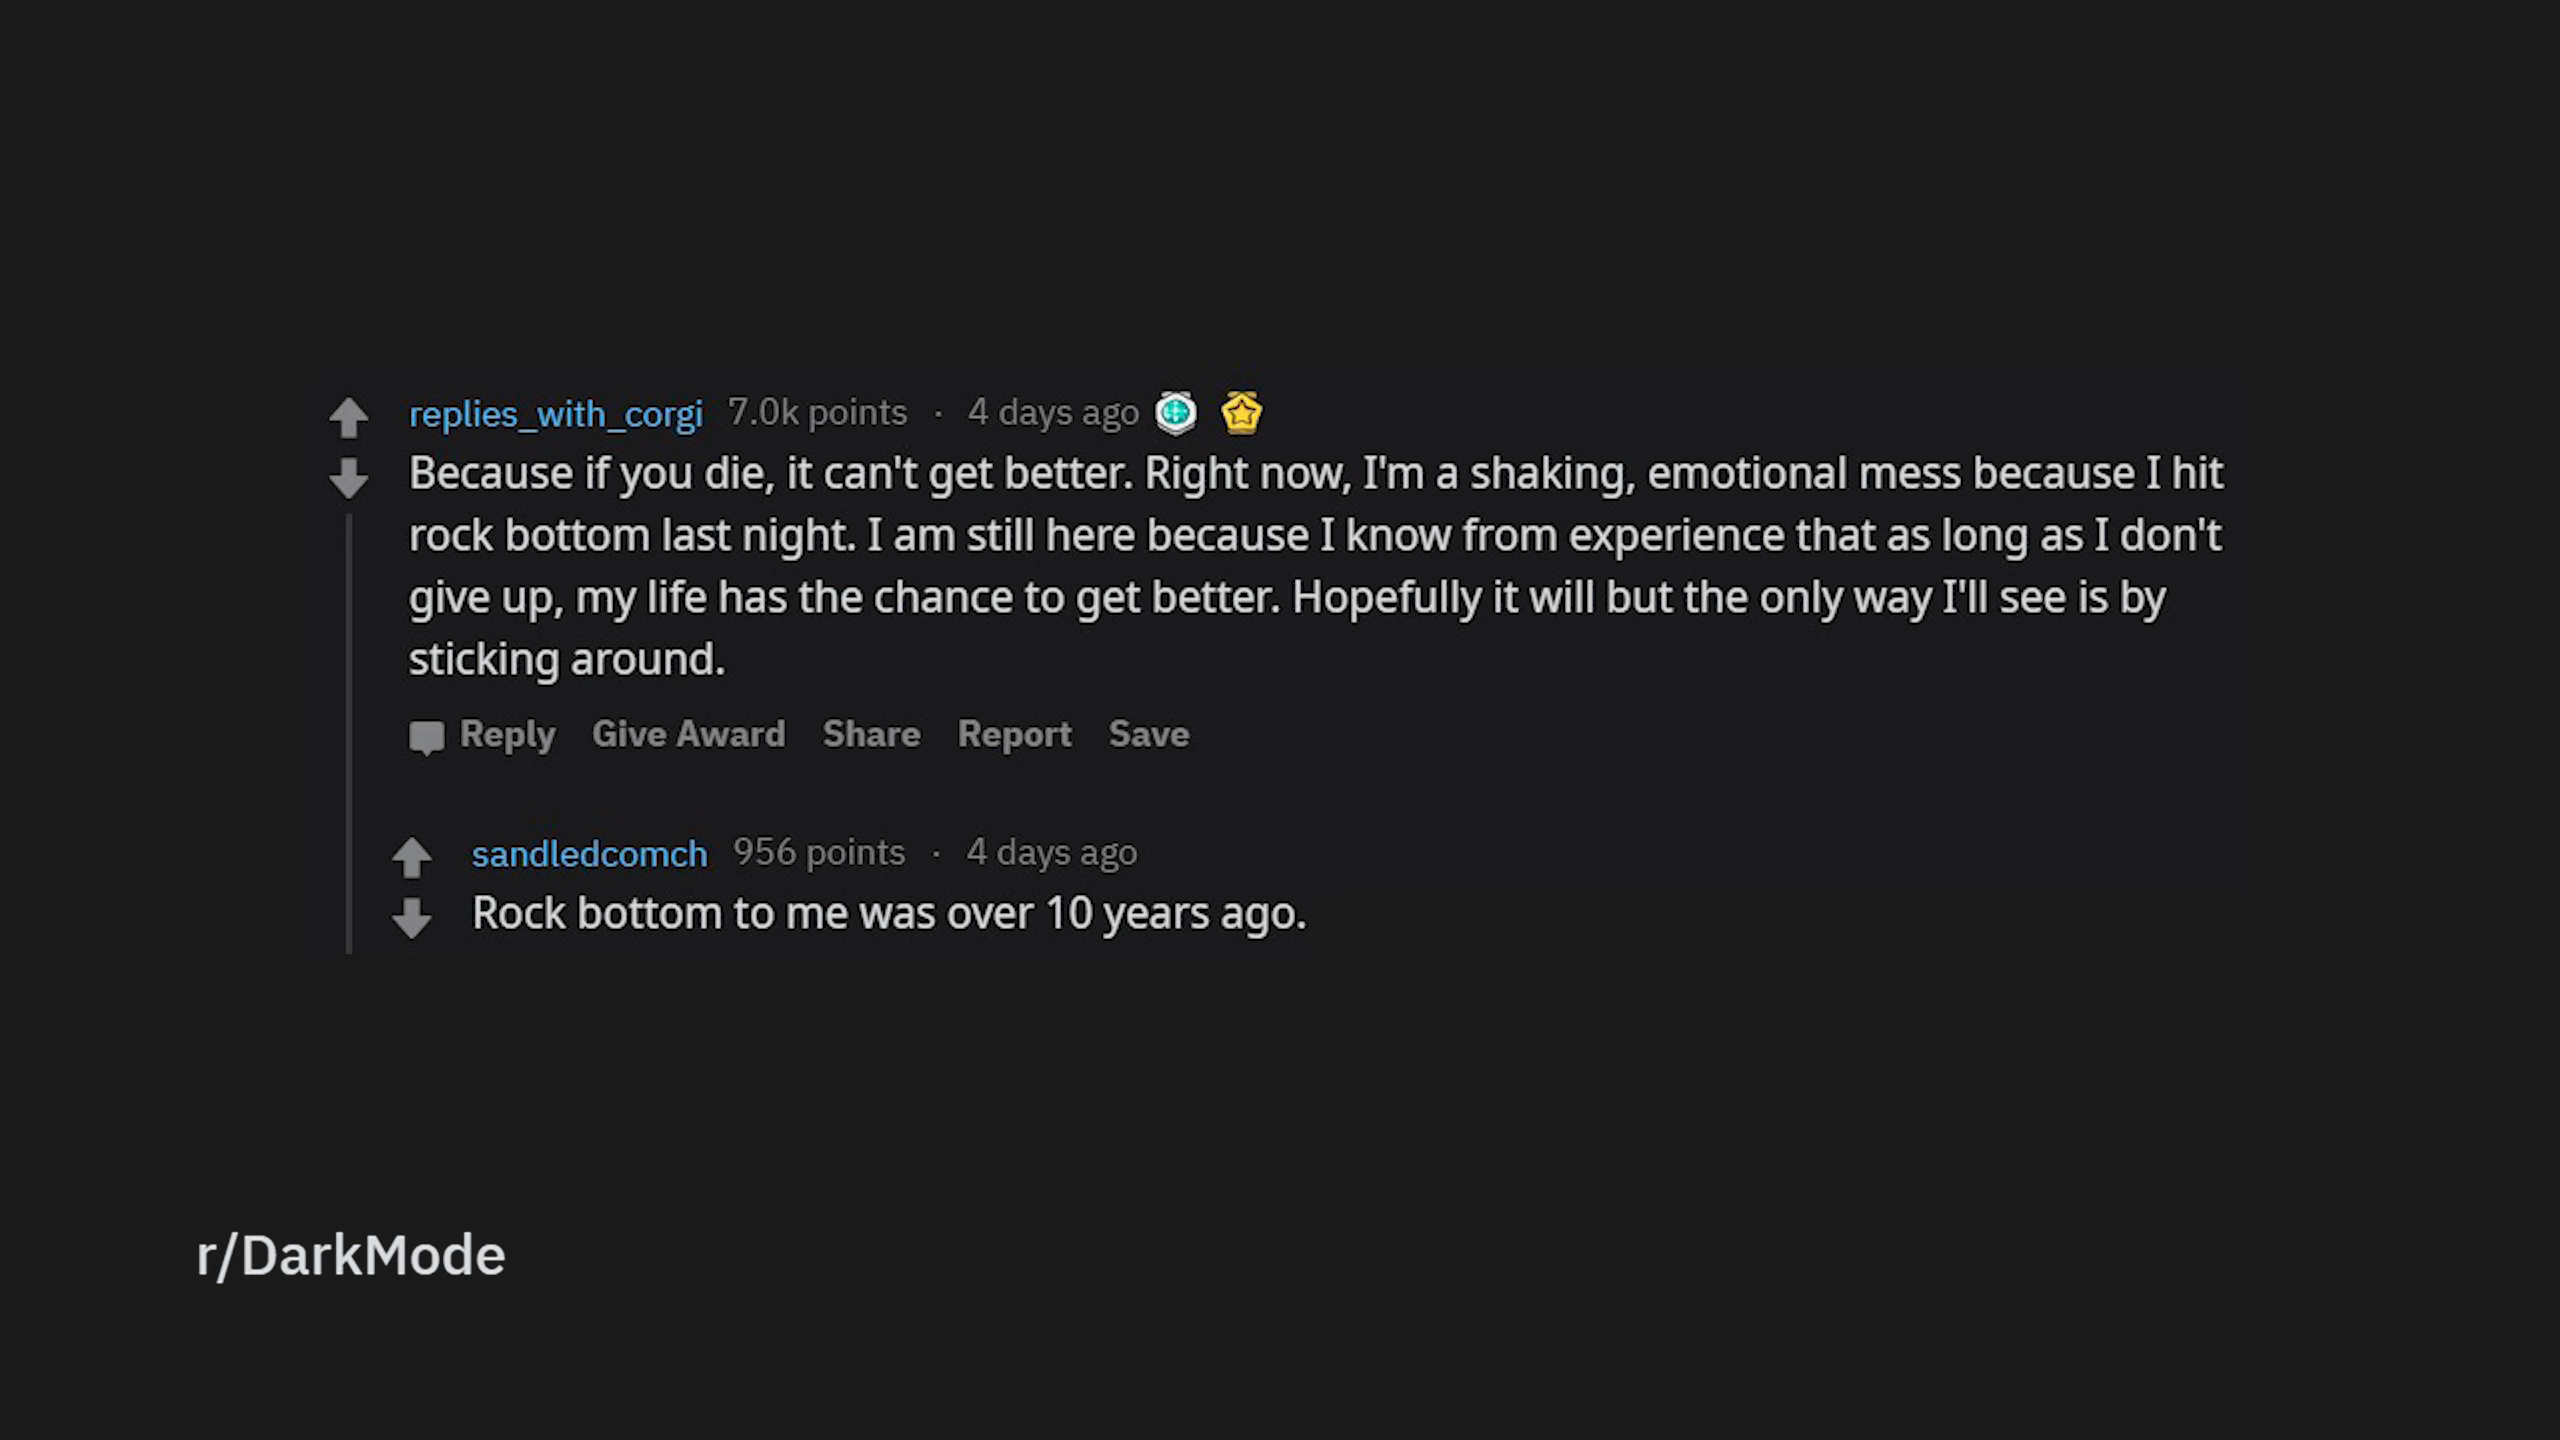 replies_with_corgi 7.0k points · 4 days ago
Because if you die, it can't get better. Right now, I'm a shaking, emotional mess because I hit
rock bottom last night. I am still here because I know from experience that as long as I don't
give up, my life has the chance to get better. Hopefully it will but the only way I'll see is by
sticking around.
Reply Give Award Share Report Save
sandledcomch 956 points · 4 days ago
Rock bottom to me was over 10 years ago.
r/DarkMode